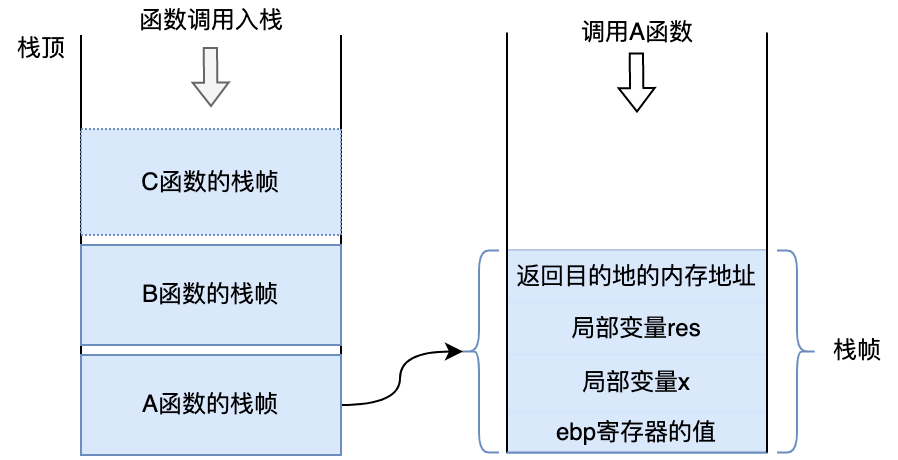 函数调用入栈
栈顶
C函数的栈帧
B函数的栈帧
A函数的栈帧
调用A函数
返回目的地的内存地址
局部变量res
局部变量x
ebp寄存器的值
栈帧